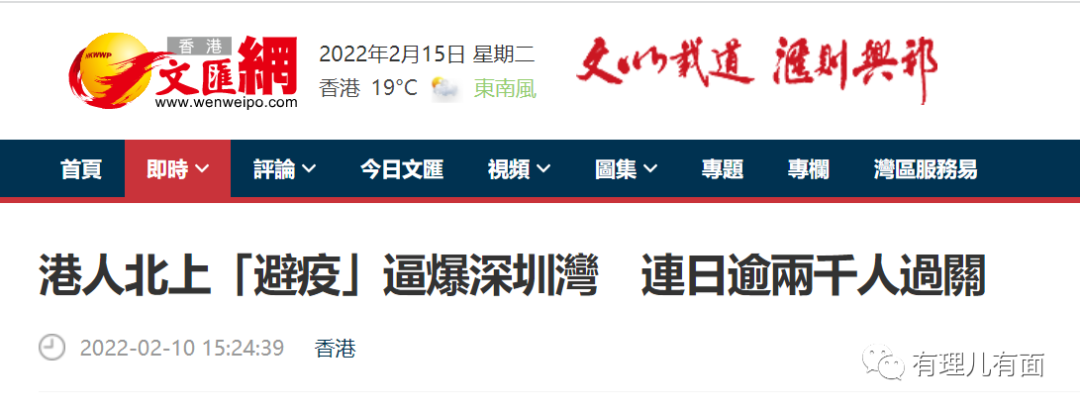 HKWWP
香港
文匯網
www.wenweipo.com
2022年2月15日 星期二
香港 19°C 東南風
文以載道 匯則興邦
首頁 即時 評論 今日文匯 視頻 圖集 專題 專欄 灣區服務易
港人北上「避疫」逼爆深圳灣 連日逾兩千人過關
2022-02-10 15:24:39 香港
有理儿有面